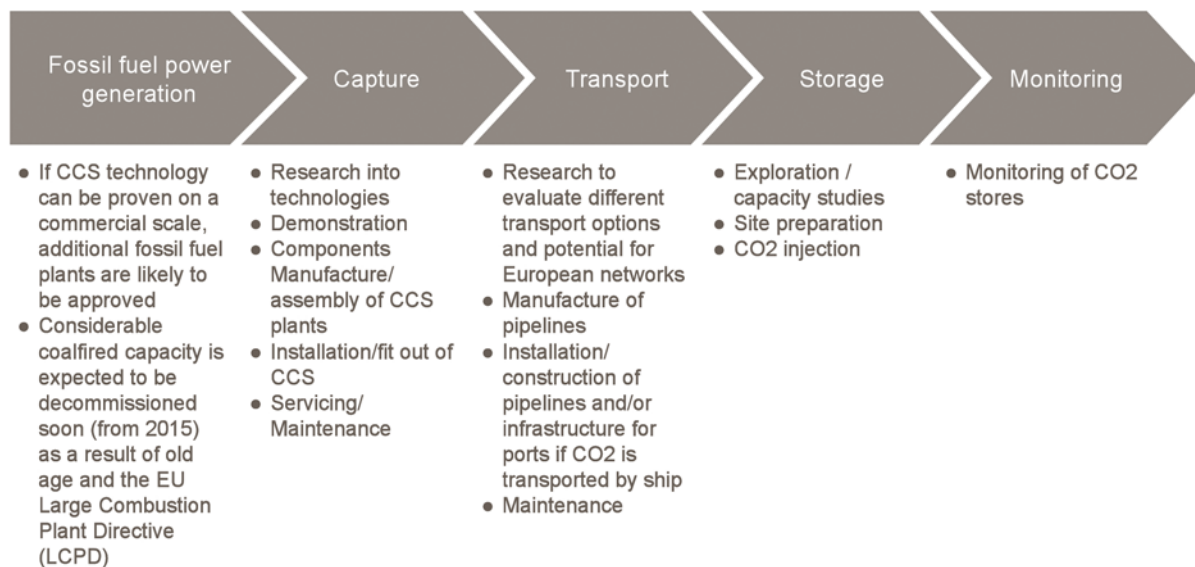 Fossil fuel power
generation
Capture
Transport
Storage
Monitoring
● If CCS technology
can be proven on a
commercial scale,
additional fossil fuel
plants are likely to
be approved
● Considerable
coalfired capacity is
expected to be
decommissioned
soon (from 2015)
as a result of old
age and the EU
Large Combustion
Plant Directive
(LCPD)
● Research into
technologies
● Demonstration
● Components
Manufacture/
assembly of CCS
plants
● Installation/fit out of
CCS
● Servicing/
Maintenance
● Research to
evaluate different
transport options
and potential for
European networks
● Manufacture of
pipelines
● Installation/
construction of
pipelines and/or
infrastructure for
ports if CO2 is
transported by ship
● Maintenance
● Exploration /
capacity studies
● Site preparation
● CO2 injection
● Monitoring of CO2
stores